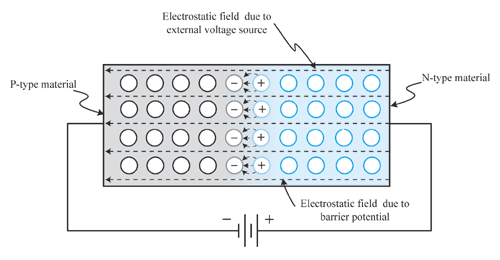 Electrostatic field due to
external voltage source
P-type material
N-type material
− +
− +
− +
− +
Electrostatic field due to
barrier potential
− +